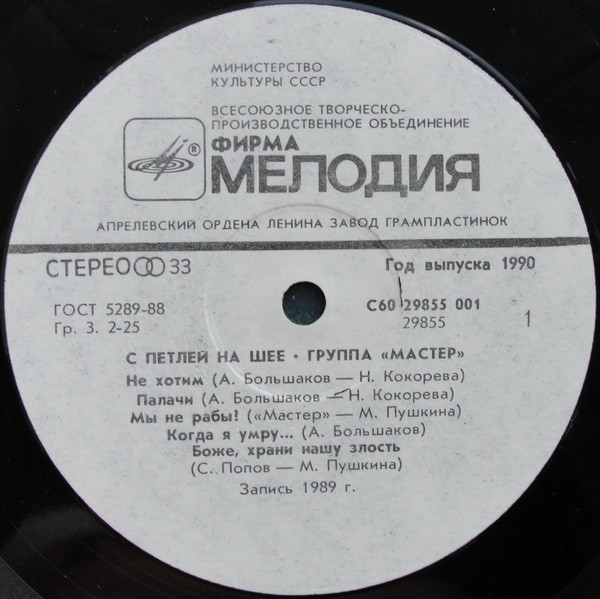 МИНИСТЕРСТВО
КУЛЬТУРЫ СССР
ВСЕСОЮЗНОЕ ТВОРЧЕСКО-
ПРОИЗВОДСТВЕННОЕ ОБЪЕДИНЕНИЕ
ФИРМА
®
МЕЛОДИЯ
АПРЕЛЕВСКИЙ ОРДЕНА ЛЕНИНА ЗАВОД ГРАМПЛАСТИНОК
СТЕРЕО 33
Год выпуска 1990
ГОСТ 5289-88
Гр. 3. 2-25
С60 29855 001
29855
1
С ПЕТЛЕЙ НА ШЕЕ • ГРУППА «МАСТЕР»
Не хотим (А. Большаков — Н. Кокорева)
Палачи (А. Большаков — Н. Кокорева)
Мы не рабы? («Мастер» — М. Пушкина)
Когда я умру... (А. Большаков)
Боже, храни нашу злость
(С. Попов — М. Пушкина)
Запись 1989 г.